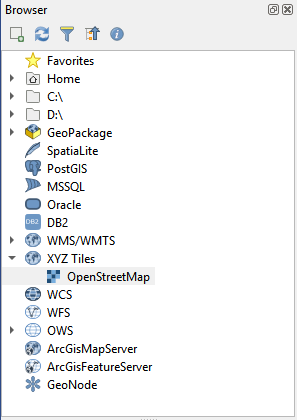 Browser
Favorites
Home
C:\
D:\
GeoPackage
SpatiaLite
PostGIS
MSSQL
Oracle
DB2 DB2
WMS/WMTS
XYZ Tiles
OpenStreetMap
WCS
WFS
OWS
ArcGisMapServer
ArcGisFeatureServer
GeoNode